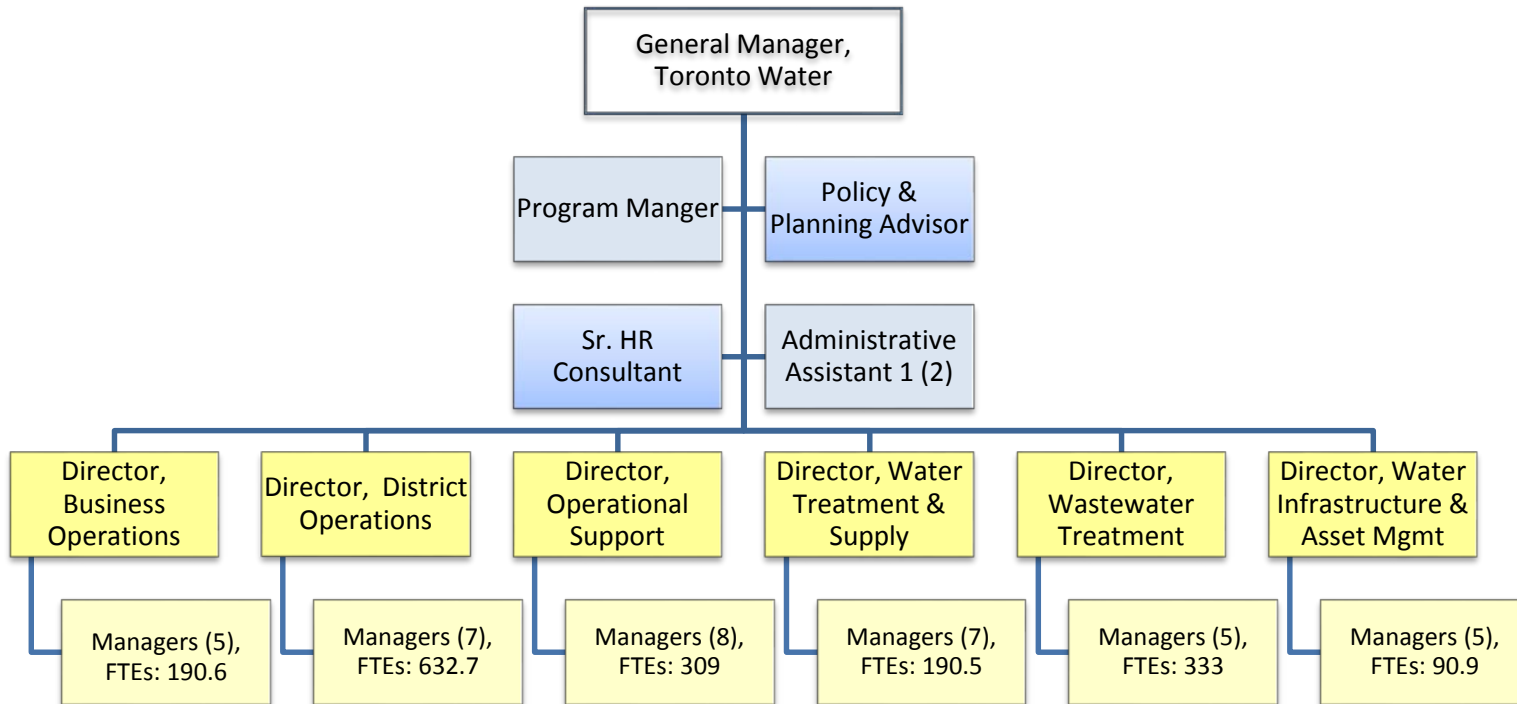 General Manager,
Toronto Water
Program Manger
Policy &
Planning Advisor
Sr. HR
Consultant
Administrative
Assistant 1 (2)
Director,
Business
Operations
Director, District
Operations
Director,
Operational
Support
Director, Water
Treatment &
Supply
Director,
Wastewater
Treatment
Director, Water
Infrastructure &
Asset Mgmt
Managers (5),
FTEs: 190.6
Managers (7),
FTEs: 632.7
Managers (8),
FTEs: 309
Managers (7),
FTEs: 190.5
Managers (5),
FTEs: 333
Managers (5),
FTEs: 90.9